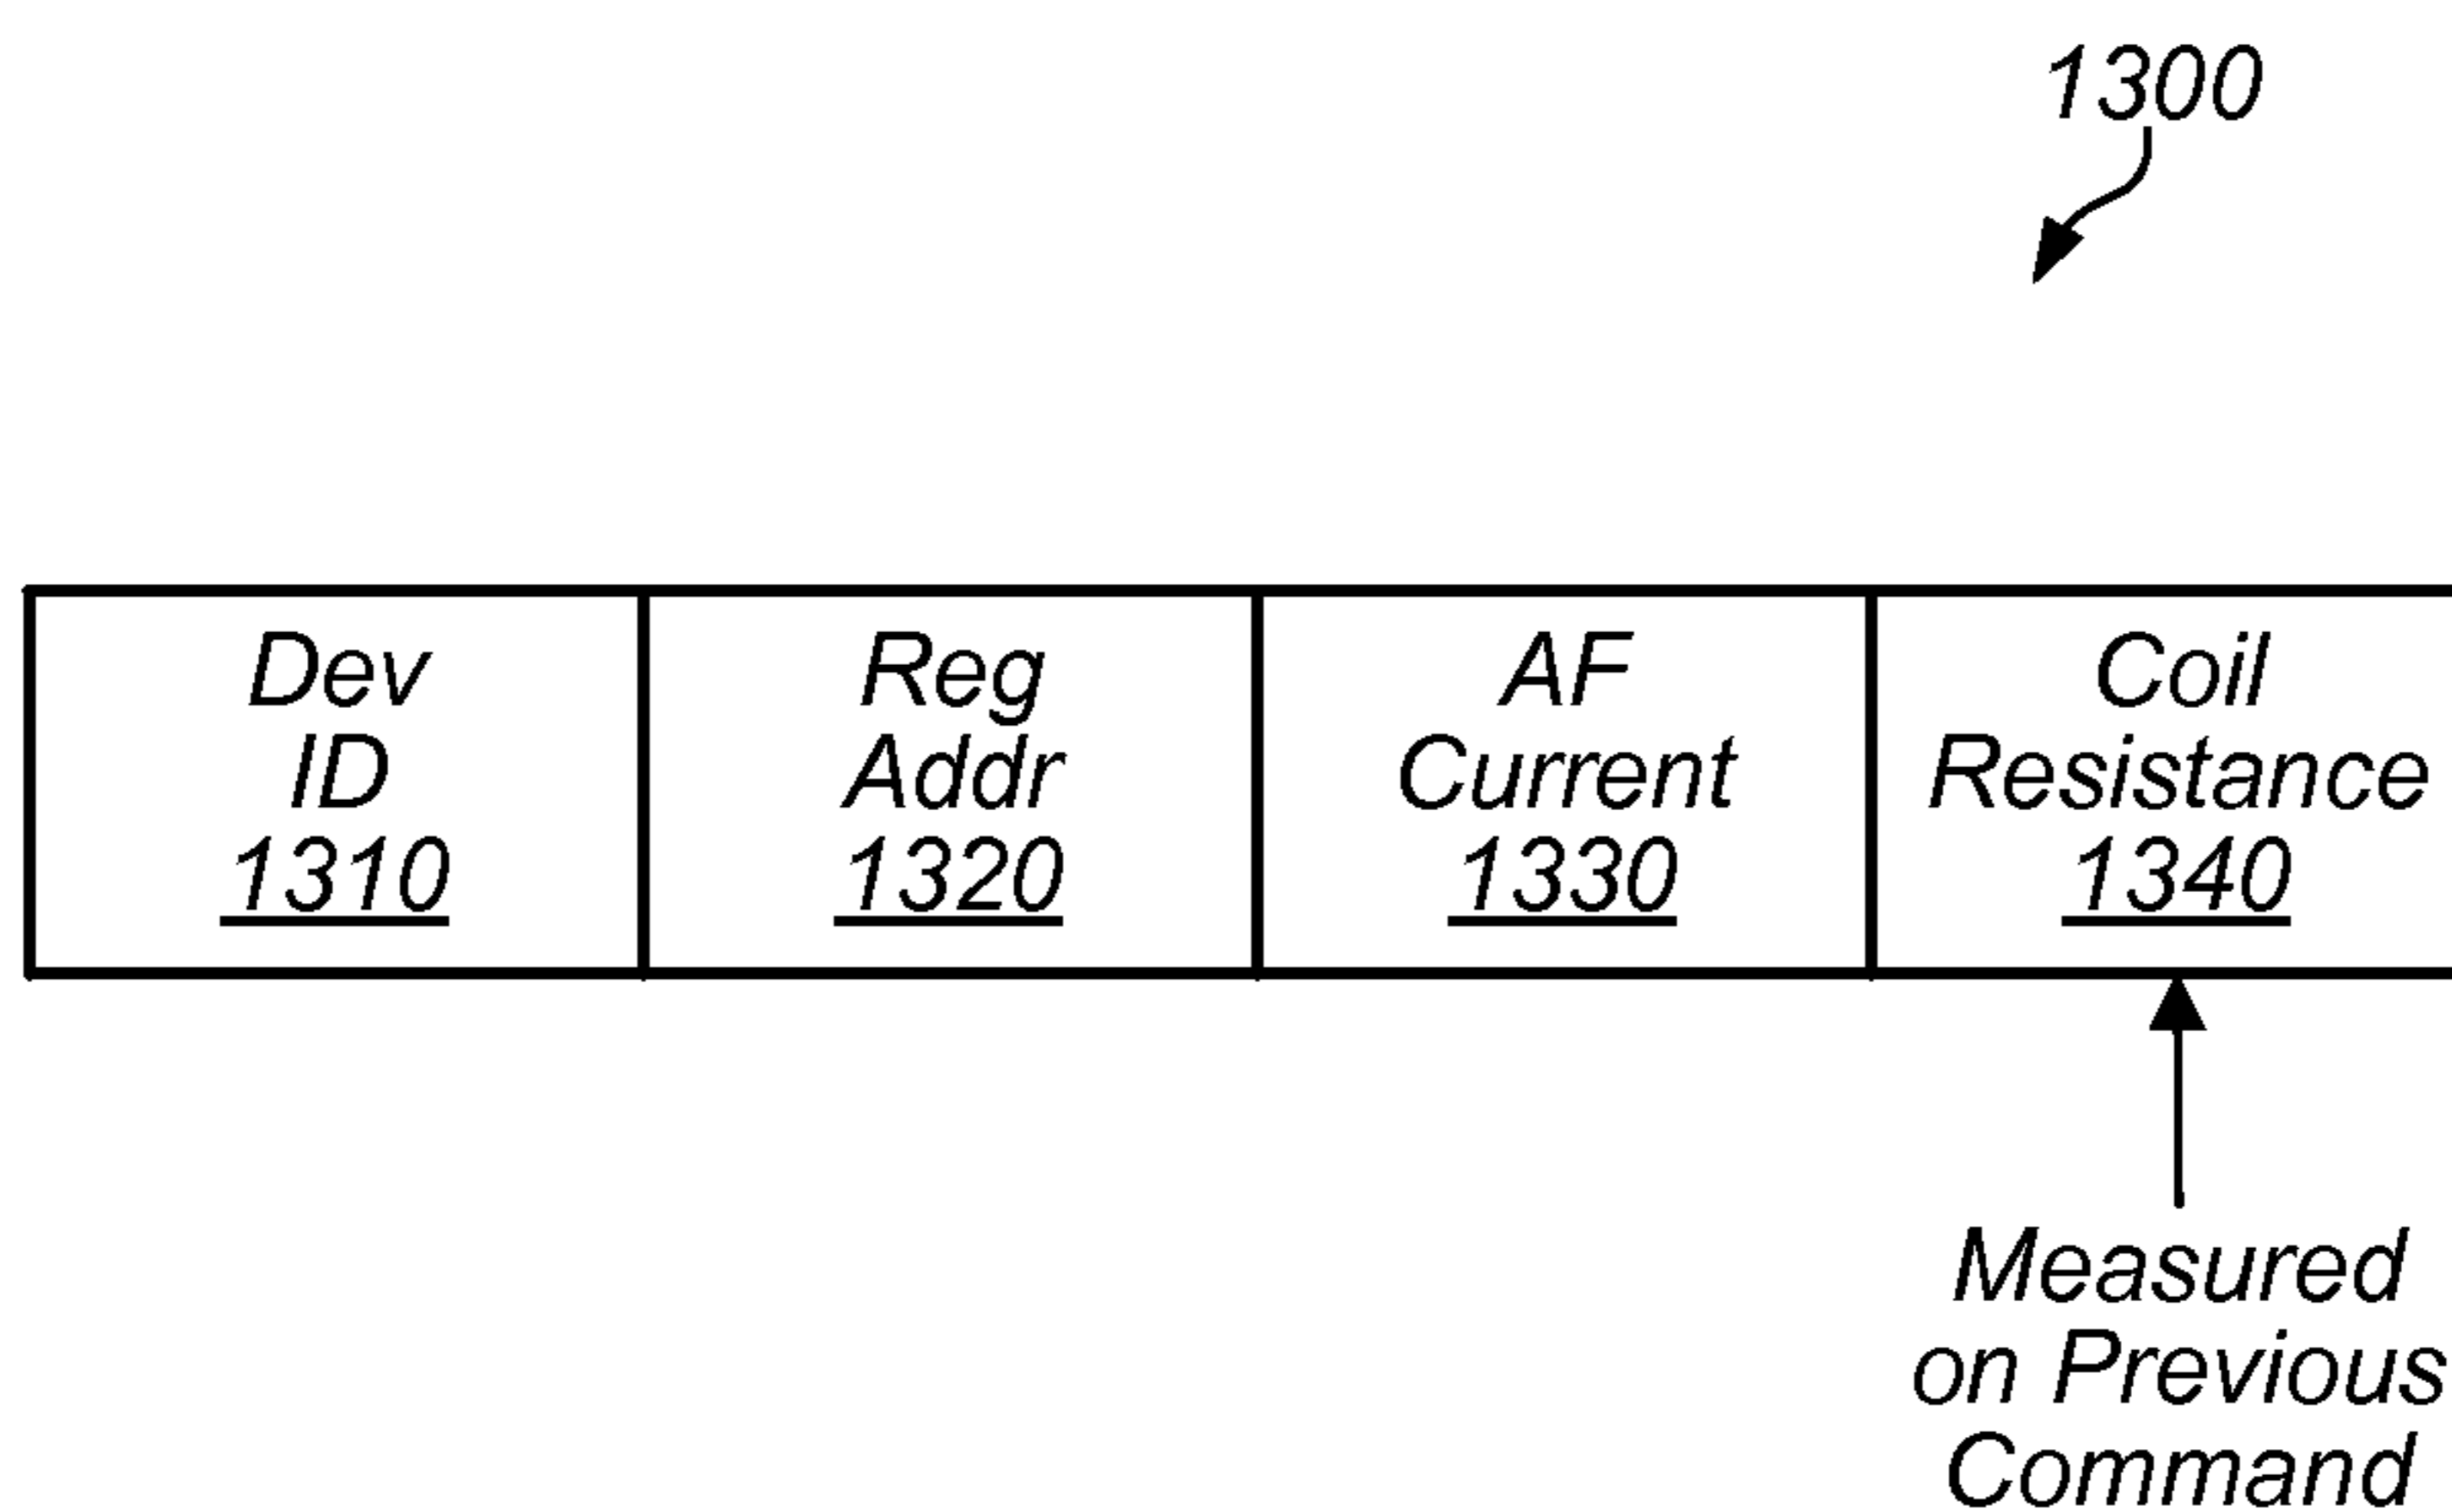 1300
Dev
ID
1310
Reg
Addr
1320
AF
Current
1330
Coil
Resistance
1340
Measured
on Previous
Command